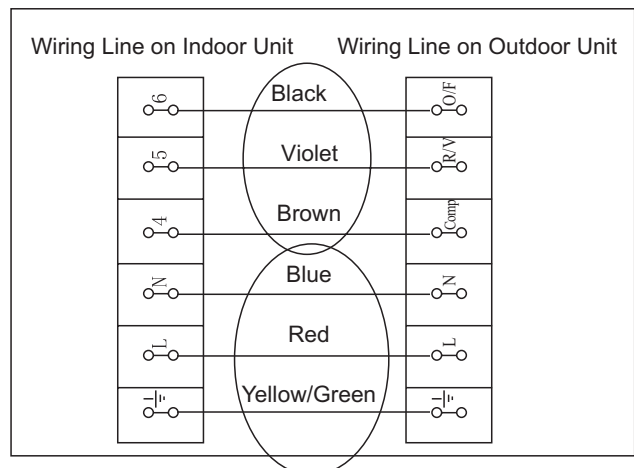 Wiring Line on Indoor Unit Wiring Line on Outdoor Unit
6 Black O/F
5 Violet R/V
4 Brown Comp
N Blue N
L Red L
Yellow/Green